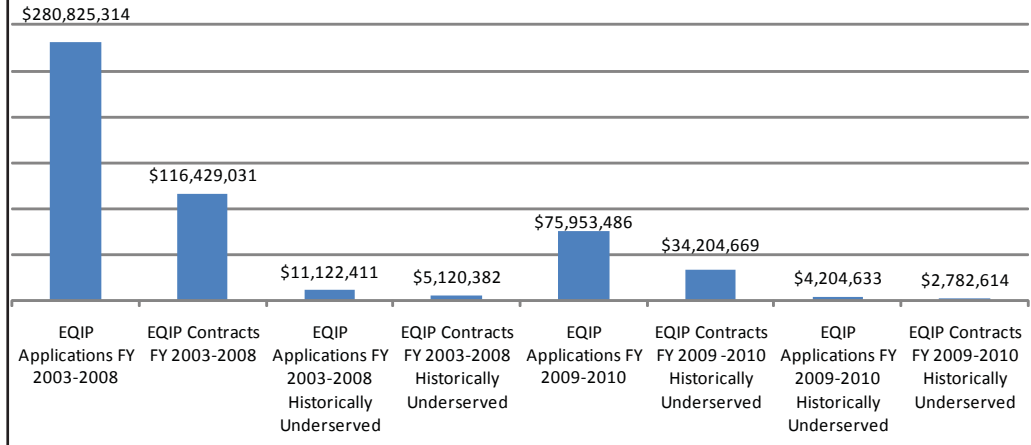 $280,825,314
$116,429,031
$11,122,411
$5,120,382
$75,953,486
$34,204,669
$4,204,633
$2,782,614
EQIP
Applications FY
2003-2008
EQIP Contracts
FY 2003-2008
EQIP
Applications FY
2003-2008
Historically
Underserved
EQIP Contracts
FY 2003-2008
Historically
Underserved
EQIP
Applications FY
2009-2010
EQIP Contracts
FY 2009 -2010
Historically
Underserved
EQIP
Applications FY
2009-2010
Historically
Underserved
EQIP Contracts
FY 2009-2010
Historically
Underserved